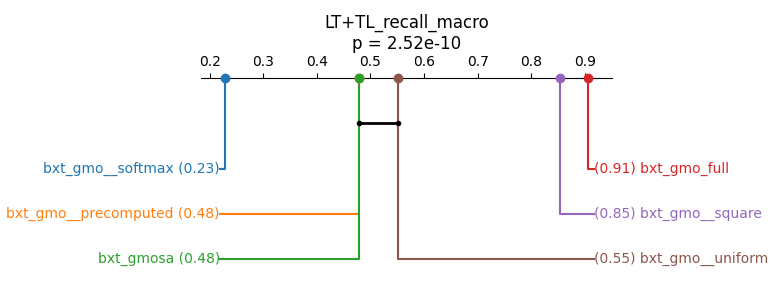 LT+TL_recall_macro
p = 2.52e-10
0.2 0.3 0.4 0.5 0.6 0.7 0.8 0.9
bxt_gmo__softmax (0.23) (0.91) bxt_gmo_full
bxt_gmo__precomputed (0.48) (0.85) bxt_gmo__square
bxt_gmosa (0.48) (0.55) bxt_gmo__uniform